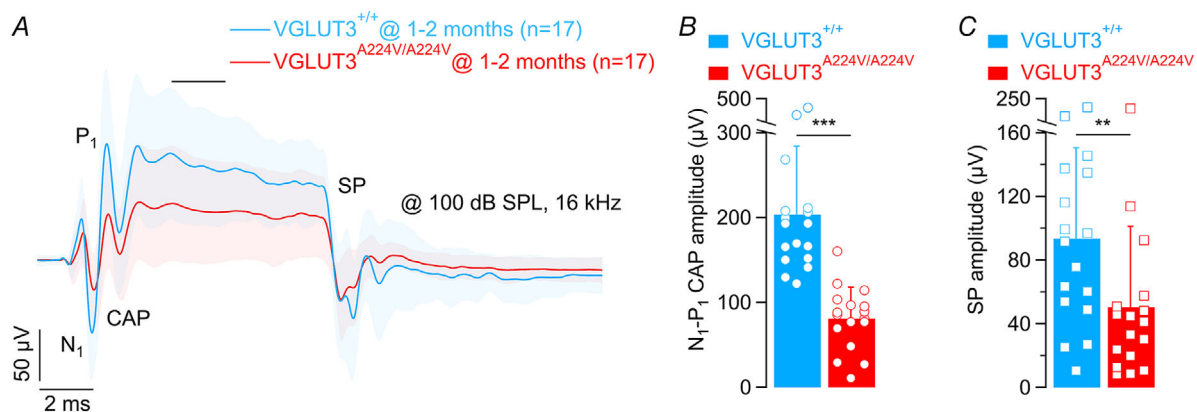 A
VGLUT3+/+ @ 1-2 months (n=17)
VGLUT3A224V/A224V @ 1-2 months (n=17)
P1
SP
@ 100 dB SPL, 16 kHz
CAP
N1
50 µV
2 ms
B
VGLUT3+/+
VGLUT3A224V/A224V
N1-P1 CAP amplitude (µV)
500
300
200
100
0
***
C
VGLUT3+/+
VGLUT3A224V/A224V
SP amplitude (µV)
250
160
120
80
40
0
**